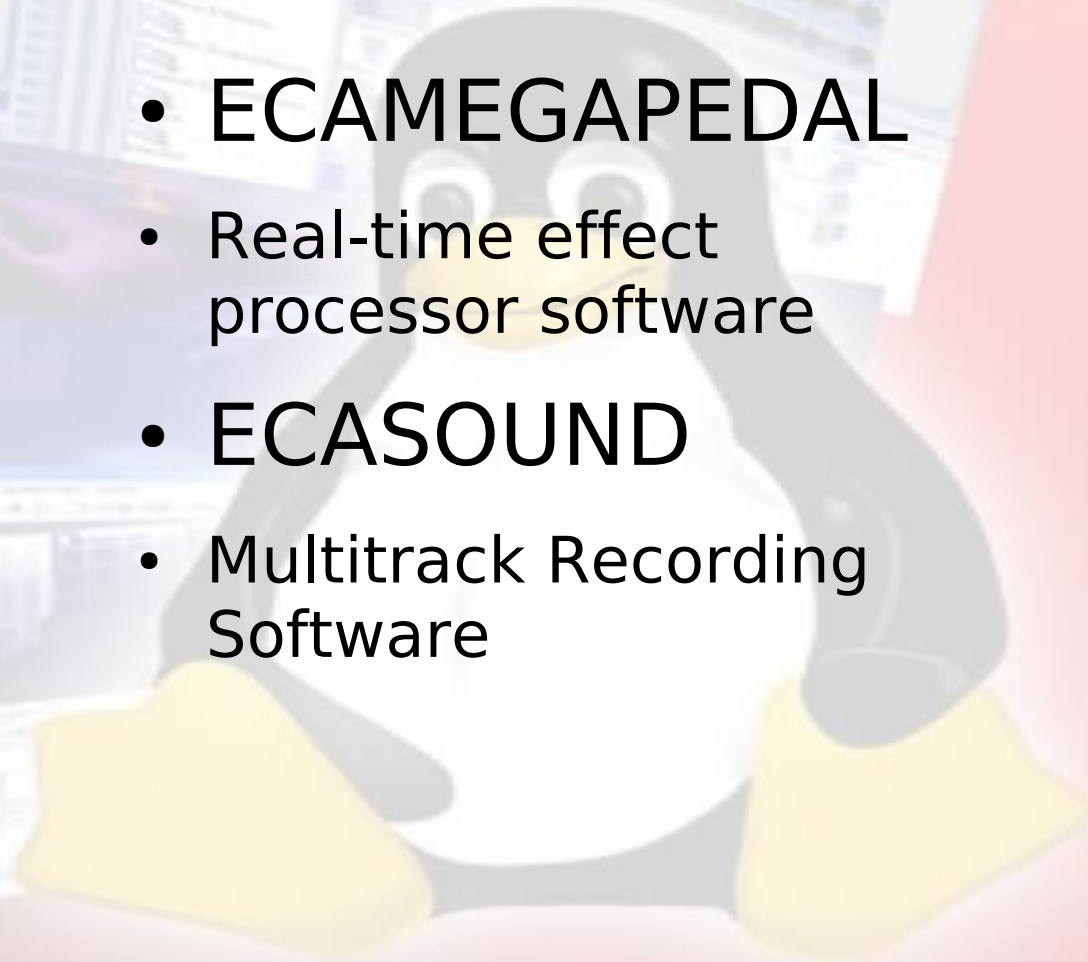 • ECAMEGAPEDAL
• Real-time effect
processor software
• ECASOUND
• Multitrack Recording
Software